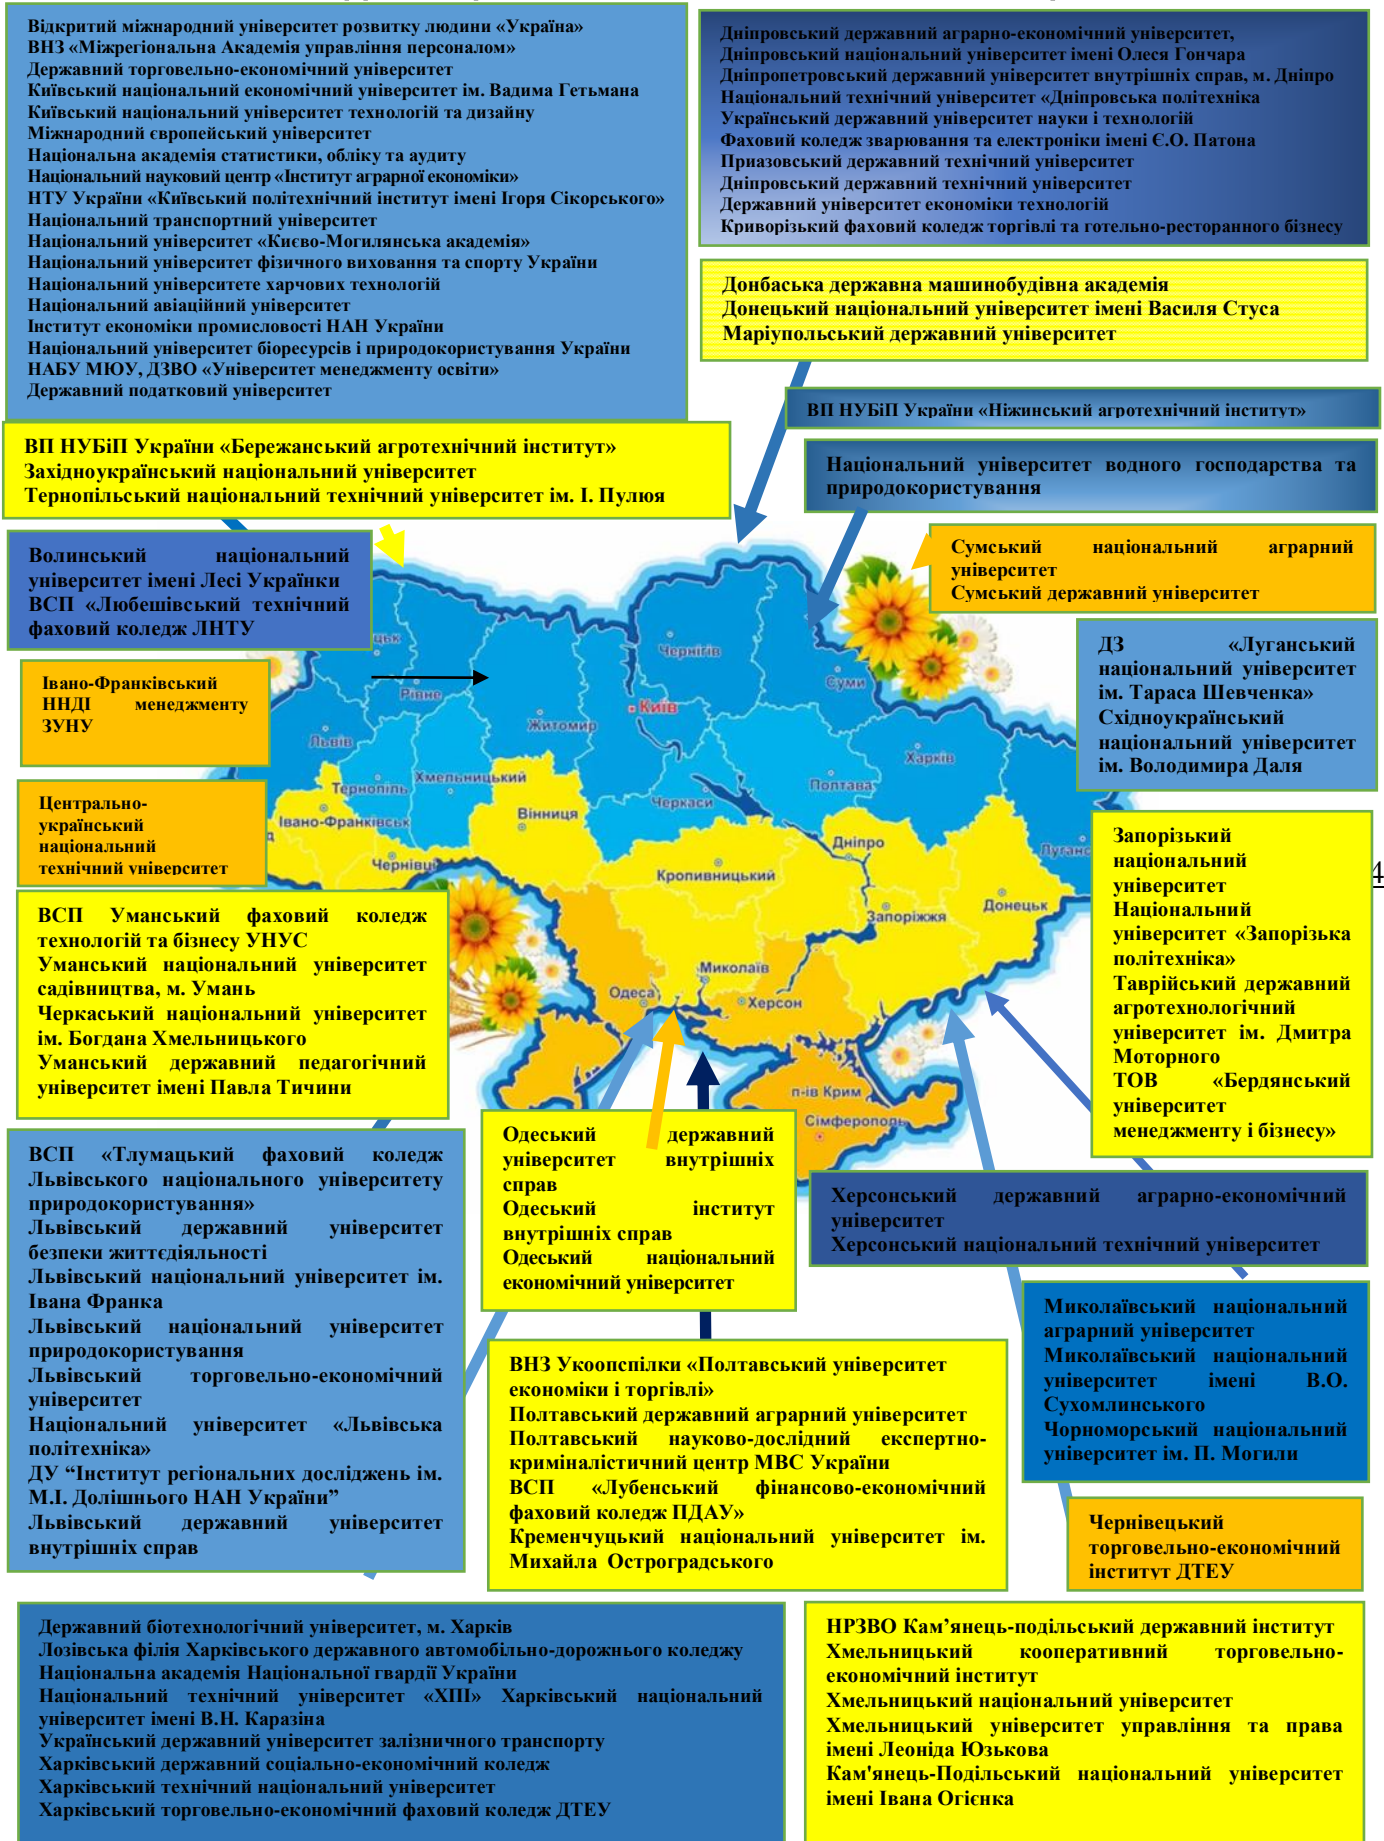 Відкритий міжнародний університет розвитку людини «Україна»
ВНЗ «Міжрегіональна Академія управління персоналом»
Державний торговельно-економічний університет
Київський національний економічний університет ім. Вадима Гетьмана
Київський національний університет технологій та дизайну
Міжнародний європейський університет
Національна академія статистики, обліку та аудиту
Національний науковий центр «Інститут аграрної економіки»
НТУ України «Київський політехнічний інститут імені Ігоря Сікорського»
Національний транспортний університет
Національний університет «Києво-Могилянська академія»
Національний університет фізичного виховання та спорту України
Національний університете харчових технологій
Національний авіаційний університет
Інститут економіки промисловості НАН України
Національний університет біоресурсів і природокористування України
НАБУ МЮУ, ДЗВО «Університет менеджменту освіти»
Державний податковий університет
Дніпровський державний аграрно-економічний університет,
Дніпровський національний університет імені Олеся Гончара
Дніпропетровський державний університет внутрішніх справ, м. Дніпро
Національний технічний університет «Дніпровська політехніка
Український державний університет науки і технологій
Фаховий коледж зварювання та електроніки імені Є.О. Патона
Приазовський державний технічний університет
Дніпровський державний технічний університет
Державний університет економіки технологій
Криворізький фаховий коледж торгівлі та готельно-ресторанного бізнесу
Донбаська державна машинобудівна академія
Донецький національний університет імені Василя Стуса
Маріупольський державний університет
ВП НУБіП України «Ніжинський агротехнічний інститут»
ВП НУБіП України «Бережанський агротехнічний інститут»
Західноукраїнський національний університет
Тернопільський національний технічний університет ім. І. Пулюя
Національний університет водного господарства та
природокористування
Волинський національний
університет імені Лесі Українки
ВСП «Любешівський технічний
фаховий коледж ЛНТУ
Сумський національний аграрний
університет
Сумський державний університет
ДЗ «Луганський
національний університет
ім. Тараса Шевченка»
Східноукраїнський
національний університет
ім. Володимира Даля
Івано-Франківський
ННДІ менеджменту
ЗУНУ
Центрально-
український
національний
технічний університет
цьк
Рівне
Чернігів
Суми
Київ
Житомир
Львів
Харків
Тернопіль
Хмельницький
Полтава
Черкаси
Вінниця
Івано-Франківськ
Дніпро
Луганс
Чернівці
Кропивницький
Донецьк
Запоріжжя
Миколаїв
Одеса
Херсон
п-ів Крим
Сімферополь
4
Запорізький
національний
університет
Національний
університет «Запорізька
політехніка»
Таврійський державний
агротехнологічний
університет ім. Дмитра
Моторного
ТОВ «Бердянський
університет
менеджменту і бізнесу»
ВСП Уманський фаховий коледж
технологій та бізнесу УНУС
Уманський національний університет
садівництва, м. Умань
Черкаський національний університет
ім. Богдана Хмельницького
Уманський державний педагогічний
університет імені Павла Тичини
ВСП «Тлумацький фаховий коледж
Львівського національного університету
природокористування»
Львівський державний університет
безпеки життєдіяльності
Львівський національний університет ім.
Івана Франка
Львівський національний університет
природокористування
Львівський торговельно-економічний
університет
Національний університет «Львівська
політехніка»
ДУ “Інститут регіональних досліджень ім.
М.І. Долішнього НАН України”
Львівський державний університет
внутрішніх справ
Одеський державний
університет внутрішніх
справ
Одеський інститут
внутрішніх справ
Одеський національний
економічний університет
Херсонський державний аграрно-економічний
університет
Херсонський національний технічний університет
Миколаївський національний
аграрний університет
Миколаївський національний
університет імені В.О.
Сухомлинського
Чорноморський національний
університет ім. П. Могили
ВНЗ Укоопспілки «Полтавський університет
економіки і торгівлі»
Полтавський державний аграрний університет
Полтавський науково-дослідний експертно-
криміналістичний центр МВС України
ВСП «Лубенський фінансово-економічний
фаховий коледж ПДАУ»
Кременчуцький національний університет ім.
Михайла Остроградського
Чернівецький
торговельно-економічний
інститут ДТЕУ
Державний біотехнологічний університет, м. Харків
Лозівська філія Харківського державного автомобільно-дорожнього коледжу
Національна академія Національної гвардії України
Національний технічний університет «ХПІ» Харківський національний
університет імені В.Н. Каразіна
Український державний університет залізничного транспорту
Харківський державний соціально-економічний коледж
Харківський технічний національний університет
Харківський торговельно-економічний фаховий коледж ДТЕУ
НРЗВО Кам’янець-подільський державний інститут
Хмельницький кооперативний торговельно-
економічний інститут
Хмельницький національний університет
Хмельницький університет управління та права
імені Леоніда Юзькова
Кам'янець-Подільський національний університет
імені Івана Огієнка